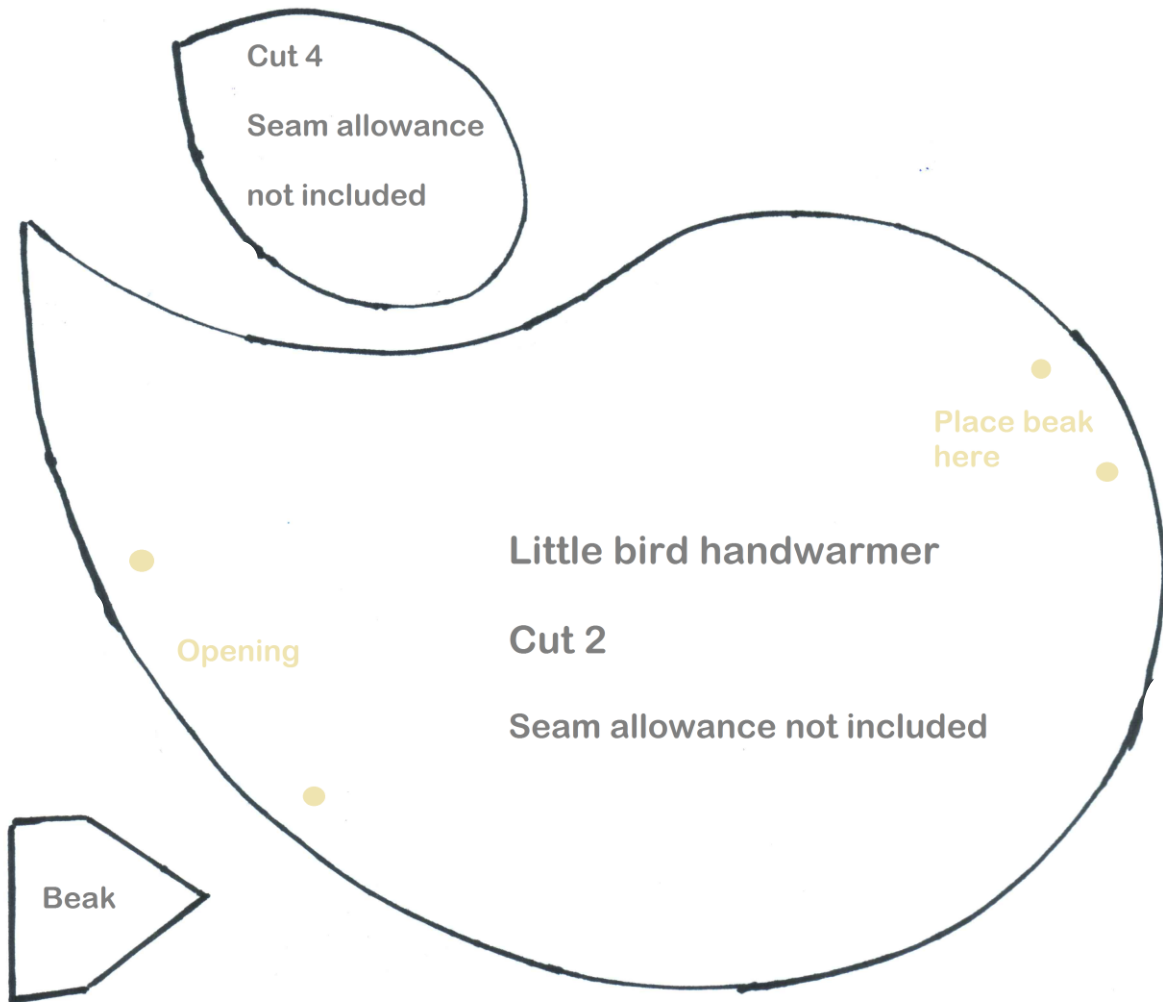 Cut 4
Seam allowance
not included
Place beak
here
Little bird handwarmer
Cut 2
Opening
Seam allowance not included
Beak